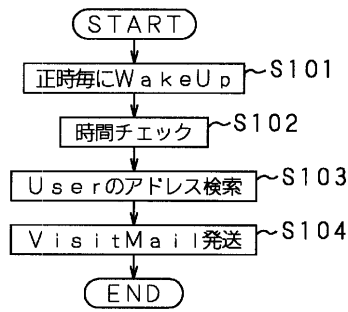 START
正時毎にWakeUp
S101
時間チェック
S102
Userのアドレス検索
S103
VisitMail発送
S104
END